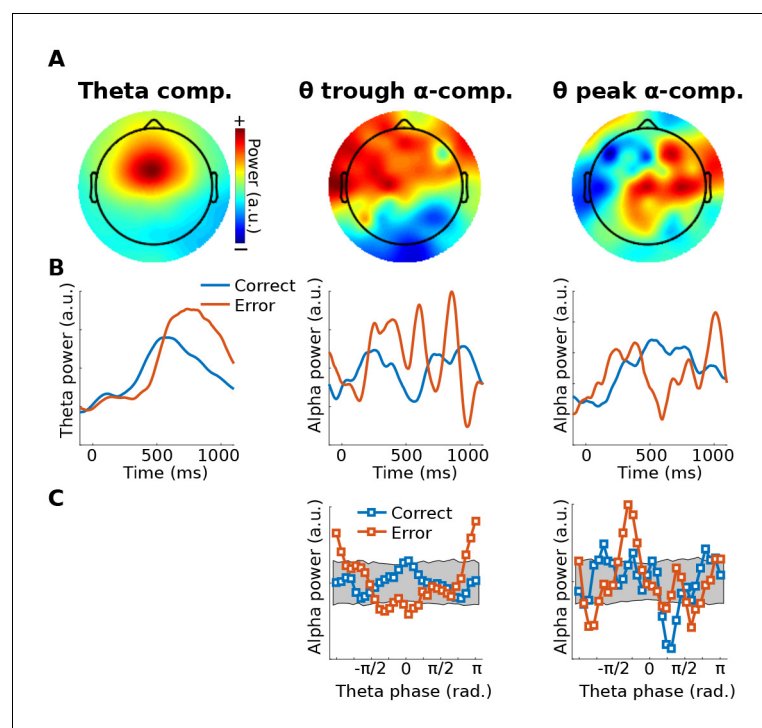 A
Theta comp.
θ trough α-comp.
θ peak α-comp.
+
Power (a.u.)
−
B
Correct
Error
Theta power (a.u.)
0 500 1000
Time (ms)
Alpha power (a.u.)
0 500 1000
Time (ms)
Alpha power (a.u.)
0 500 1000
Time (ms)
C
Correct
Error
Alpha power (a.u.)
-π/2 0 π/2 π
Theta phase (rad.)
Alpha power (a.u.)
-π/2 0 π/2 π
Theta phase (rad.)